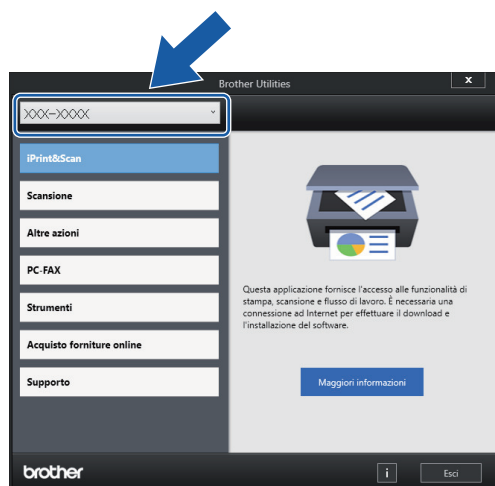 Brother Utilities
x
XXX-XXXX
iPrint&Scan
Scansione
Altre azioni
PC-FAX
Strumenti
Acquisto forniture online
Supporto
Questa applicazione fornisce l'accesso alle funzionalità di
stampa, scansione e flusso di lavoro. È necessaria una
connessione ad Internet per effettuare il download e
l'installazione del software.
Maggiori informazioni
brother
i
Esci